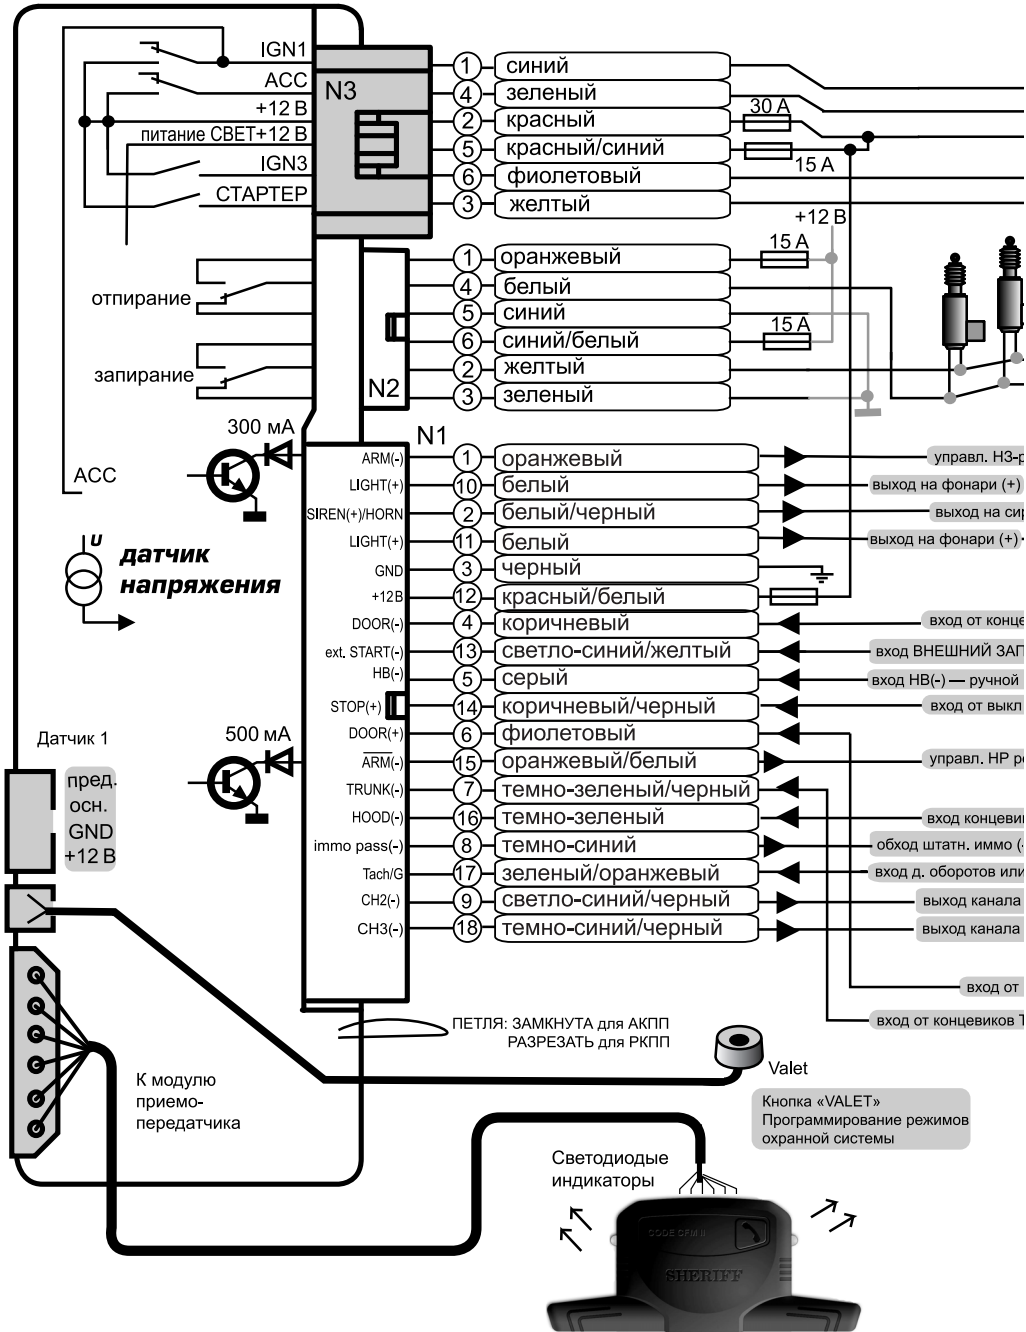 IGN1
ACC
+12 В
питание СВЕТ+12 В
IGN3
СТАРТЕР
N3
1 синий
4 зеленый
2 красный
30 А
5 красный/синий
15 А
6 фиолетовый
3 желтый
+12 В
отпирание
запирание
N2
1 оранжевый
15 А
4 белый
5 синий
6 синий/белый
15 А
2 желтый
3 зеленый
300 мА
ACC
U
датчик
напряжения
500 мА
N1
ARM(-) 1 оранжевый управл. НЗ-р
LIGHT(+) 10 белый выход на фонари (+)
SIREN(+)/HORN 2 белый/черный выход на сир
LIGHT(+) 11 белый выход на фонари (+)
GND 3 черный
+12В 12 красный/белый
DOOR(-) 4 коричневый вход от конце
ext. START(-) 13 светло-синий/желтый вход ВНЕШНИЙ ЗАП
HB(-) 5 серый вход HB(-) — ручной
STOP(+) 14 коричневый/черный вход от выкл
DOOR(+) 6 фиолетовый
ARM(-) 15 оранжевый/белый управл. НР ре
TRUNK(-) 7 темно-зеленый/черный
HOOD(-) 16 темно-зеленый вход концеви
immo pass(-) 8 темно-синий обход штатн. иммо (-
Tach/G 17 зеленый/оранжевый вход д. оборотов или
CH2(-) 9 светло-синий/черный выход канала
CH3(-) 18 темно-синий/черный выход канала
вход от
вход от концевиков Т
Датчик 1
пред.
осн.
GND
+12 В
ПЕТЛЯ: ЗАМКНУТА для АКПП
РАЗРЕЗАТЬ для РКПП
Valet
Кнопка «VALET»
Программирование режимов
охранной системы
К модулю
приемо-
передатчика
Светодиодые
индикаторы
CODE CFM II
SHERIFF